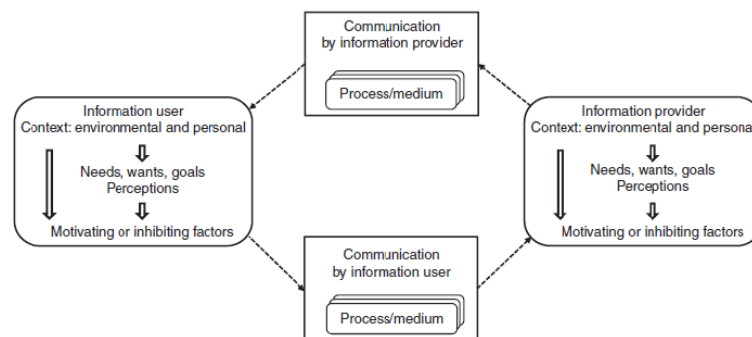 Communication
by information provider
Process/medium
Information user
Context: environmental and personal
Needs, wants, goals
Perceptions
Motivating or inhibiting factors
Information provider
Context: environmental and personal
Needs, wants, goals
Perceptions
Motivating or inhibiting factors
Communication
by information user
Process/medium